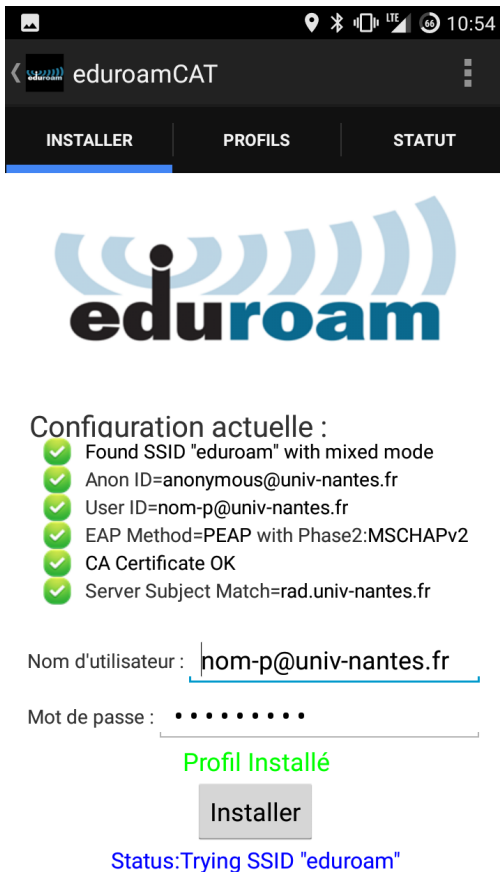 66 10:54
LTE
eduroam eduroamCAT
INSTALLER PROFILS STATUT
eduroam
Configuration actuelle :
Found SSID "eduroam" with mixed mode
Anon ID=anonymous@univ-nantes.fr
User ID=nom-p@univ-nantes.fr
EAP Method=PEAP with Phase2:MSCHAPv2
CA Certificate OK
Server Subject Match=rad.univ-nantes.fr
Nom d'utilisateur : nom-p@univ-nantes.fr
Mot de passe : • • • • • • • • •
Profil Installé
Installer
Status:Trying SSID "eduroam"